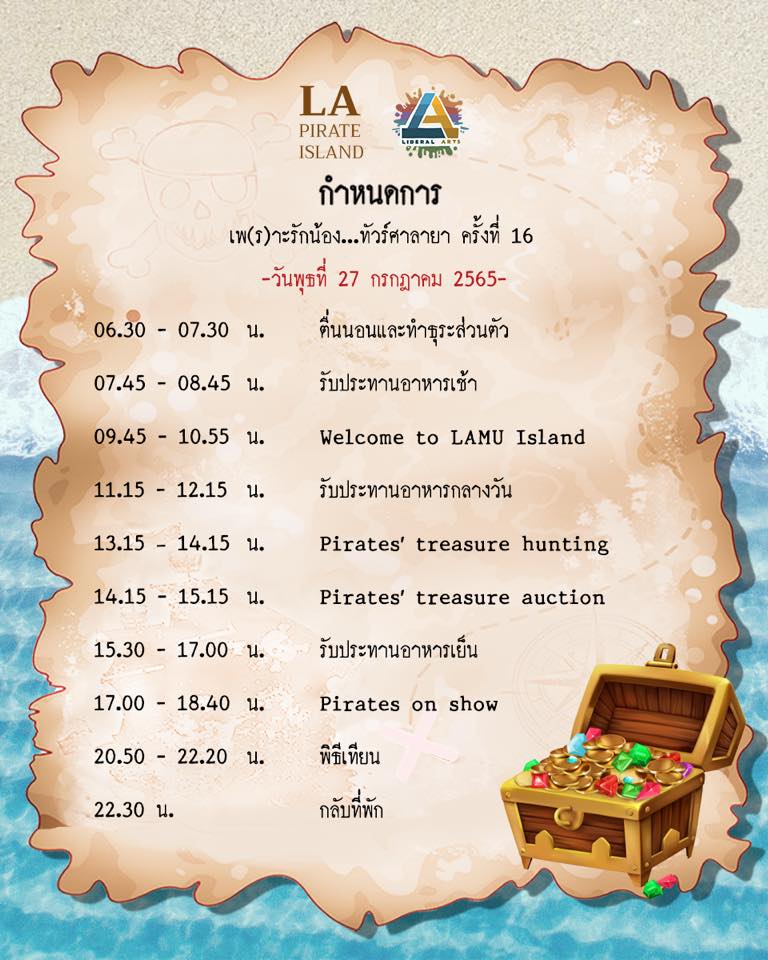 LA
PIRATE
ISLAND
LIBERAL ARTS
กำหนดการ
เพ(ร)าะรักน้อง...ทัวร์ศาลายา ครั้งที่ 16
-วันพุธที่ 27 กรกฎาคม 2565-
06.30 - 07.30 น. ตื่นนอนและทำธุระส่วนตัว
07.45 - 08.45 น. รับประทานอาหารเช้า
09.45 - 10.55 น. Welcome to LAMU Island
11.15 - 12.15 น. รับประทานอาหารกลางวัน
13.15 - 14.15 น. Pirates' treasure hunting
14.15 - 15.15 น. Pirates' treasure auction
15.30 - 17.00 น. รับประทานอาหารเย็น
17.00 - 18.40 น. Pirates on show
20.50 - 22.20 น. พิธีเทียน
22.30 น. กลับที่พัก